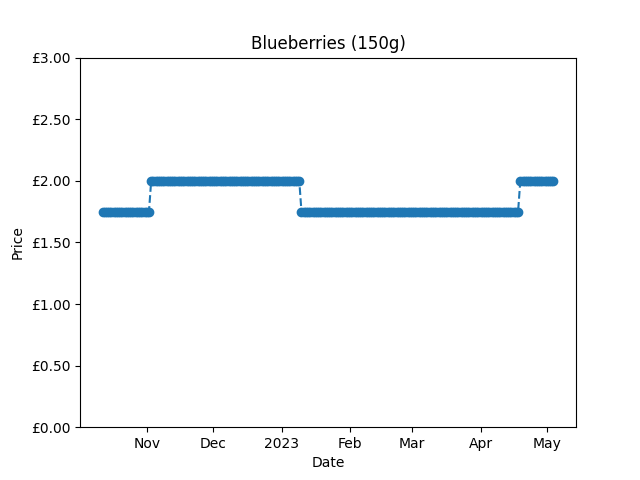 Blueberries (150g)
£3.00
£2.50
£2.00
£1.50
£1.00
£0.50
£0.00
Price
Nov Dec 2023 Feb Mar Apr May
Date